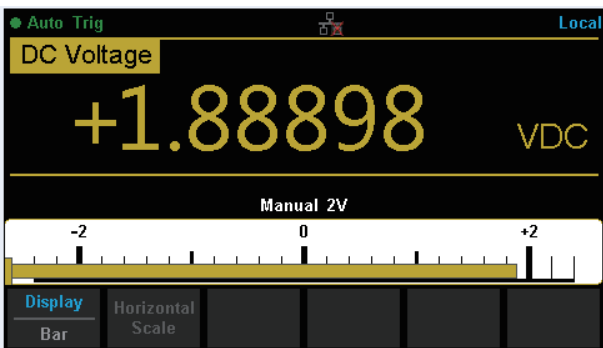 Auto Trig
Local
DC Voltage
+1.88898 VDC
Manual 2V
-2 0 +2
Display
Bar
Horizontal
Scale